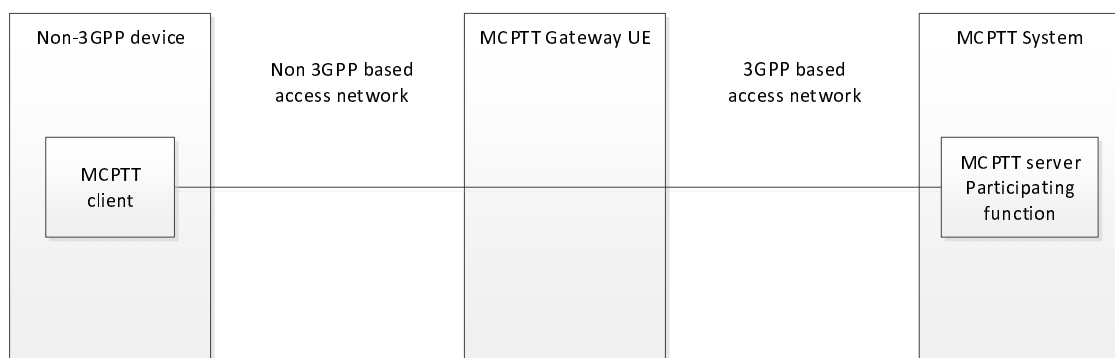 Non-3GPP device
MCPTT Gateway UE
MCPTT System
Non 3GPP based
access network
3GPP based
access network
MCPTT
client
MCPTT server
Participating
function